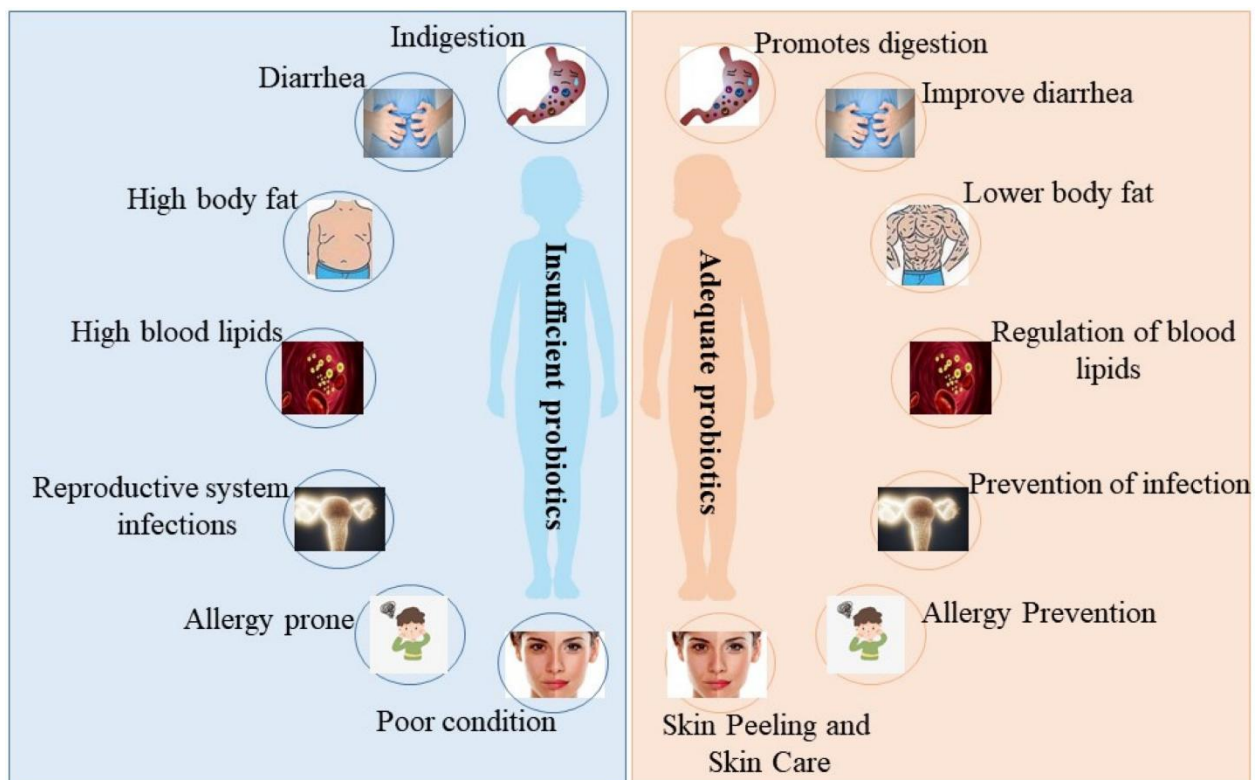 Indigestion
Diarrhea
High body fat
High blood lipids
Reproductive system
infections
Allergy prone
Poor condition
Insufficient probiotics
Adequate probiotics
Promotes digestion
Improve diarrhea
Lower body fat
Regulation of blood
lipids
Prevention of infection
Allergy Prevention
Skin Peeling and
Skin Care